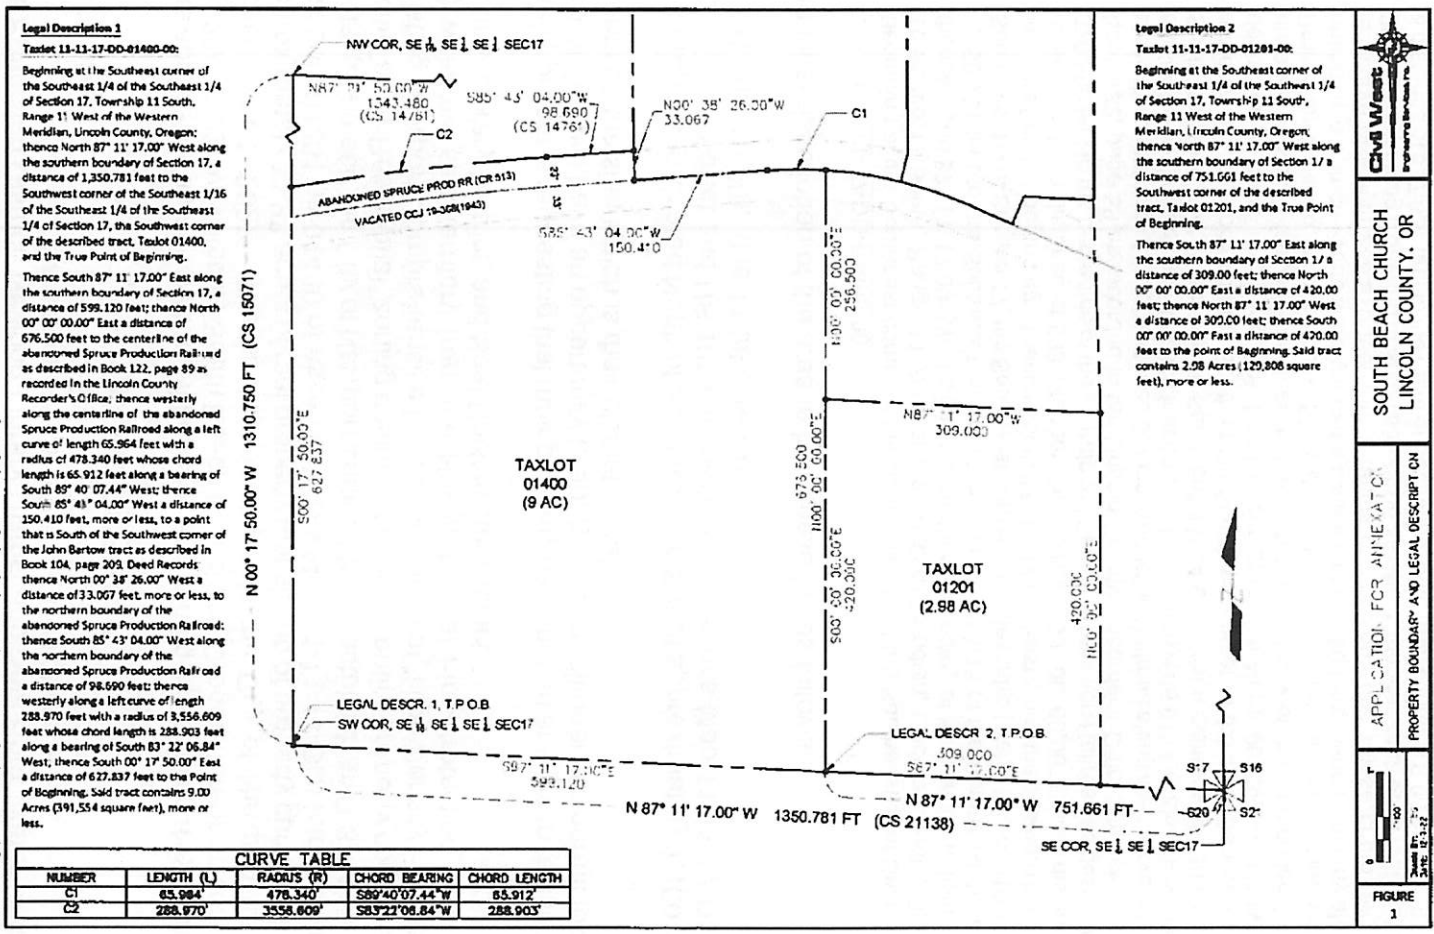 Legal Description 1
Taxlot 11-11-17-DD-01400-00:
Beginning at the Southeast corner of
the Southeast 1/4 of the Southeast 1/4
of Section 17, Township 11 South,
Range 11 West of the Western
Meridian, Lincoln County, Oregon;
thence North 87° 11' 17.00" West along
the southern boundary of Section 17, a
distance of 1,350.781 feet to the
Southwest corner of the Southeast 1/16
of the Southeast 1/4 of the Southeast
1/4 of Section 17, the Southwest corner
of the described tract, Taxlot 01400,
and the True Point of Beginning.
Thence South 87° 11' 17.00" East along
the southern boundary of Section 17, a
distance of 599.120 feet; thence North
00° 00' 00.00" East a distance of
676.500 feet to the centerline of the
abandoned Spruce Production Railroad
as described in Book 122, page 89 as
recorded in the Lincoln County
Recorder's Office; thence westerly
along the centerline of the abandoned
Spruce Production Railroad along a left
curve of length 65.964 feet with a
radius of 478.340 feet whose chord
length is 65.912 feet along a bearing of
South 89° 40' 07.44" West; thence
South 85° 43' 04.00" West a distance of
150.410 feet, more or less, to a point
that is South of the Southwest corner of
the John Bartow tract as described in
Book 104, page 209, Deed Records
thence North 00° 38' 26.00" West a
distance of 33.067 feet, more or less, to
the northern boundary of the
abandoned Spruce Production Railroad;
thence South 85° 43' 04.00" West along
the northern boundary of the
abandoned Spruce Production Railroad
a distance of 98.690 feet; thence
westerly along a left curve of length
288.970 feet with a radius of 3,556.609
feet whose chord length is 288.903 feet
along a bearing of South 83° 22' 06.84"
West; thence South 00° 17' 50.00" East
a distance of 627.837 feet to the Point
of Beginning. Said tract contains 9.00
Acres (391,554 square feet), more or
less.
NW COR, SE 1/16 SE 1/4 SE 1/4 SEC17
1343.480
(CS 14761)
S85° 43' 04.00"W
98.690
(CS 14761)
N00° 38' 26.00"W
33.067
C1
C2
ABANDONED SPRUCE PROD RR (CR 513)
VACATED CCJ 19-368(1943)
S85° 43' 04.00"W
150.410
N 00° 17' 50.00" W 1310.750 FT (CS 15071)
S00° 17' 50.00"E
627.837
N00° 00' 00.00"E
256.500
676.500
N00° 00' 00.00"E
N87° 11' 17.00"W
309.000
TAXLOT
01400
(9 AC)
TAXLOT
01201
(2.98 AC)
S00° 00' 00.00"E
420.000
420.000
N00° 00' 00.00"E
LEGAL DESCR. 1, T.P.O.B.
SW COR, SE 1/16 SE 1/4 SE 1/4 SEC17
LEGAL DESCR 2, T.P.O.B.
309.000
S87° 11' 17.00"E
S87° 11' 17.00"E
599.120
N 87° 11' 17.00" W 751.661 FT
N 87° 11' 17.00" W 1350.781 FT (CS 21138)
S17 S16
S20 S21
SE COR, SE 1/4 SE 1/4 SEC17
Legal Description 2
Taxlot 11-11-17-DD-01201-00:
Beginning at the Southeast corner of
the Southeast 1/4 of the Southeast 1/4
of Section 17, Township 11 South,
Range 11 West of the Western
Meridian, Lincoln County, Oregon;
thence North 87° 11' 17.00" West along
the southern boundary of Section 17 a
distance of 751.661 feet to the
Southwest corner of the described
tract, Taxlot 01201, and the True Point
of Beginning.
Thence South 87° 11' 17.00" East along
the southern boundary of Section 17 a
distance of 309.00 feet; thence North
00° 00' 00.00" East a distance of 420.00
feet; thence North 87° 11' 17.00" West
a distance of 309.00 feet; thence South
00° 00' 00.00" East a distance of 420.00
feet to the point of Beginning. Said tract
contains 2.98 Acres (129,808 square
feet), more or less.
CURVE TABLE
NUMBER LENGTH (L) RADIUS (R) CHORD BEARING CHORD LENGTH
C1 65.964' 478.340' S89°40'07.44"W 65.912'
C2 288.970' 3556.609' S83°22'06.84"W 288.903'
Civil West
Engineering Services, Inc.
SOUTH BEACH CHURCH
LINCOLN COUNTY, OR
APPLICATION FOR ANNEXATION
PROPERTY BOUNDARY AND LEGAL DESCRIPTION
FIGURE
1